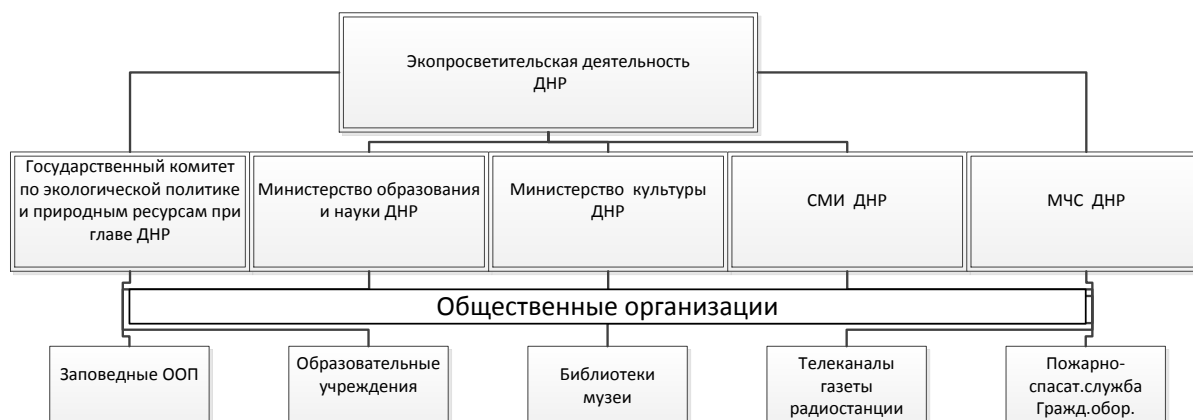 Экопросветительская деятельность
ДНР
Государственный комитет
по экологической политике
и природным ресурсам при
главе ДНР
Министерство образования
и науки ДНР
Министерство культуры
ДНР
СМИ ДНР
МЧС ДНР
Общественные организации
Заповедные ООП
Образовательные
учреждения
Библиотеки
музеи
Телеканалы
газеты
радиостанции
Пожарно-
спасат.служба
Гражд.обор.